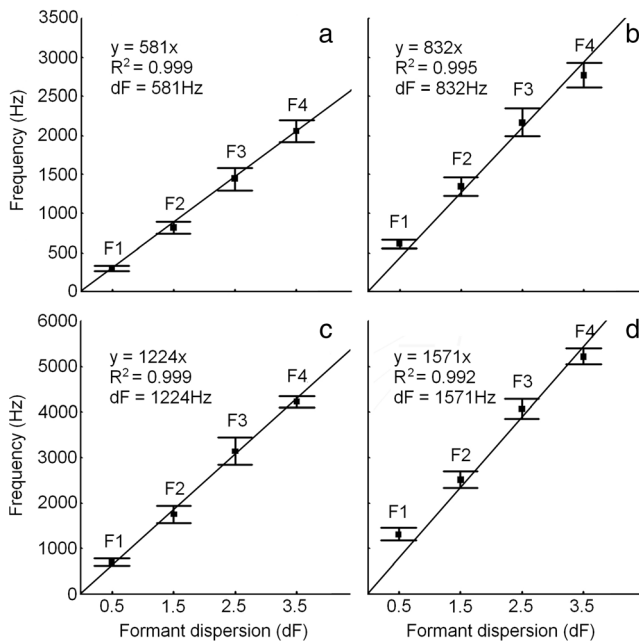 a
y = 581x
R² = 0.999
dF = 581Hz
F1
F2
F3
F4
3500
3000
2500
2000
1500
1000
500
0
Frequency (Hz)
b
y = 832x
R² = 0.995
dF = 832Hz
F1
F2
F3
F4
c
y = 1224x
R² = 0.999
dF = 1224Hz
F1
F2
F3
F4
6000
5000
4000
3000
2000
1000
0
Frequency (Hz)
0.5 1.5 2.5 3.5
Formant dispersion (dF)
d
y = 1571x
R² = 0.992
dF = 1571Hz
F1
F2
F3
F4
0.5 1.5 2.5 3.5
Formant dispersion (dF)